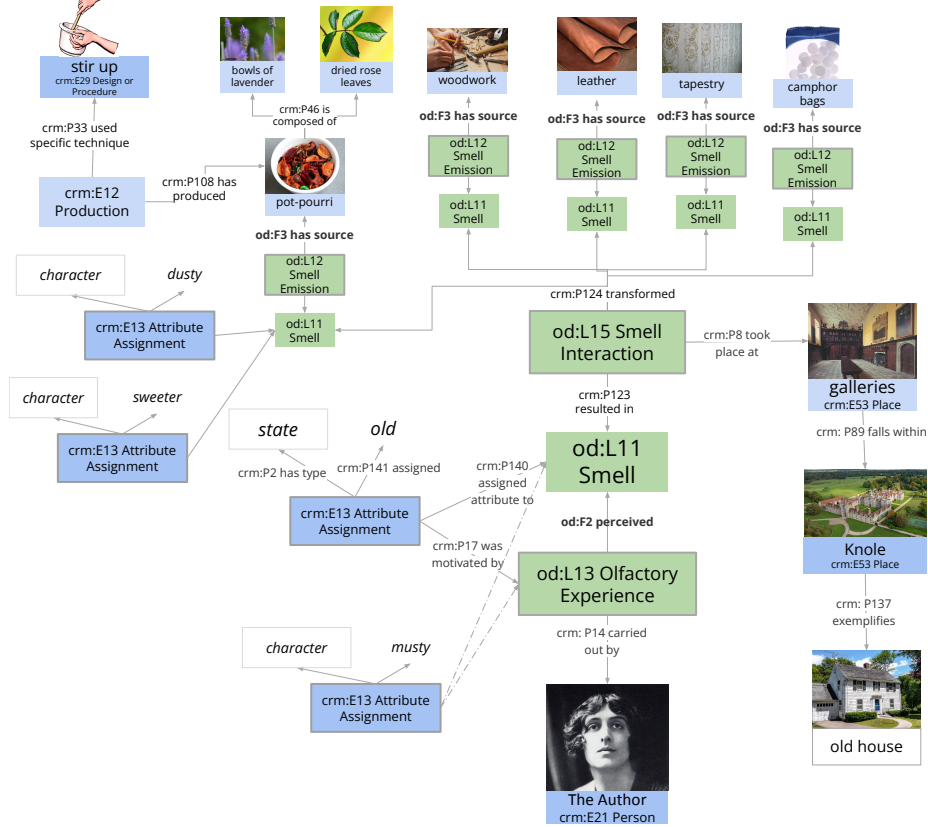 stir up
crm:E29 Design or
Procedure
bowls of
lavender
dried rose
leaves
woodwork
leather
tapestry
camphor
bags
crm:P33 used
specific technique
crm:P46 is
composed of
od:F3 has source
od:F3 has source
od:F3 has source
od:F3 has source
od:L12
Smell
Emission
od:L12
Smell
Emission
od:L12
Smell
Emission
od:L12
Smell
Emission
crm:E12
Production
crm:P108 has
produced
pot-pourri
od:L11
Smell
od:L11
Smell
od:L11
Smell
od:L11
Smell
od:F3 has source
character
dusty
od:L12
Smell
Emission
crm:E13 Attribute
Assignment
od:L11
Smell
crm:P124 transformed
od:L15 Smell
Interaction
crm:P8 took
place at
galleries
crm:E53 Place
character
sweeter
crm:E13 Attribute
Assignment
crm:P123
resulted in
crm: P89 falls within
state
old
crm:P2 has type
crm:P141 assigned
crm:E13 Attribute
Assignment
crm:P140
assigned
attribute to
od:L11
Smell
od:F2 perceived
crm:P17 was
motivated by
Knole
crm:E53 Place
od:L13 Olfactory
Experience
crm: P137
exemplifies
crm: P14 carried
out by
character
musty
crm:E13 Attribute
Assignment
old house
The Author
crm:E21 Person